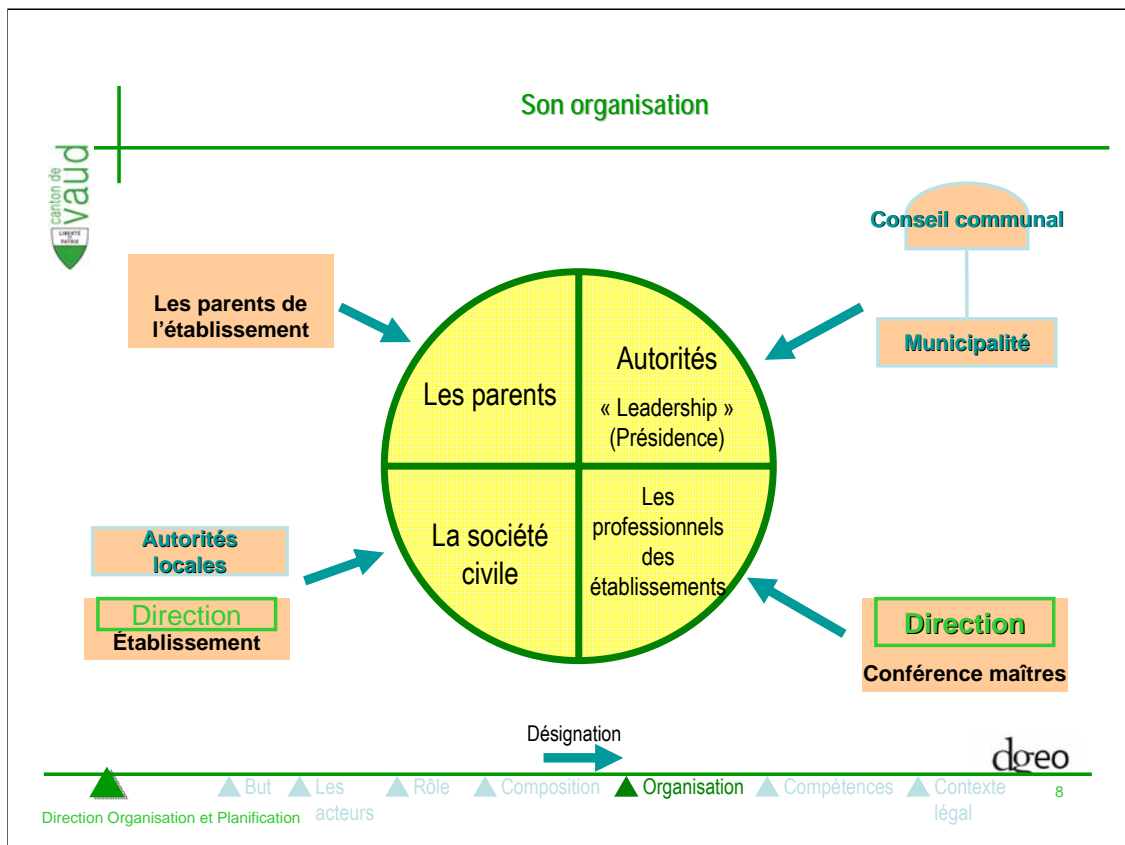 Son organisation
canton de
vaud
LIBERTÉ
ET
PATRIE
Conseil communal
Municipalité
Les parents de
l'établissement
Les parents
Autorités
« Leadership »
(Présidence)
La société
civile
Les
professionnels
des
établissements
Autorités
locales
Direction
Établissement
Direction
Conférence maîtres
Désignation
dgeo
But
Les
acteurs
Rôle
Composition
Organisation
Compétences
Contexte
légal
8
Direction Organisation et Planification